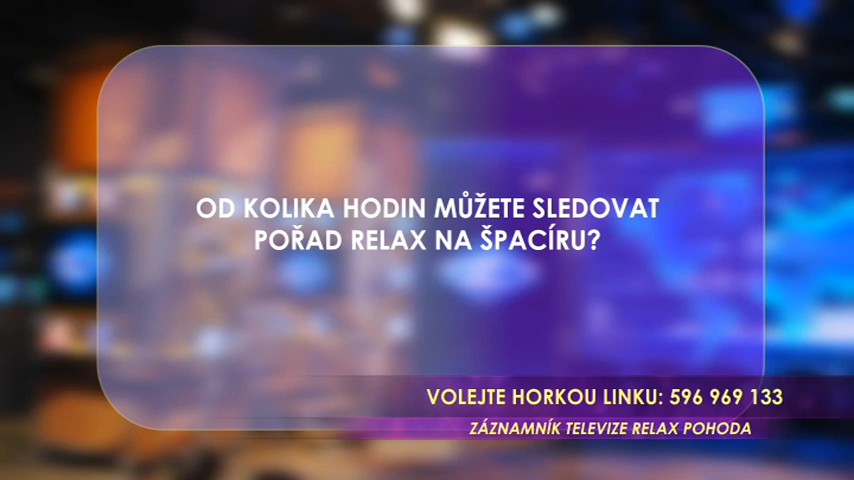 OD KOLIKA HODIN MŮŽETE SLEDOVAT
POŘAD RELAX NA ŠPACÍRU?
VOLEJTE HORKOU LINKU: 596 969 133
ZÁZNAMNÍK TELEVIZE RELAX POHODA